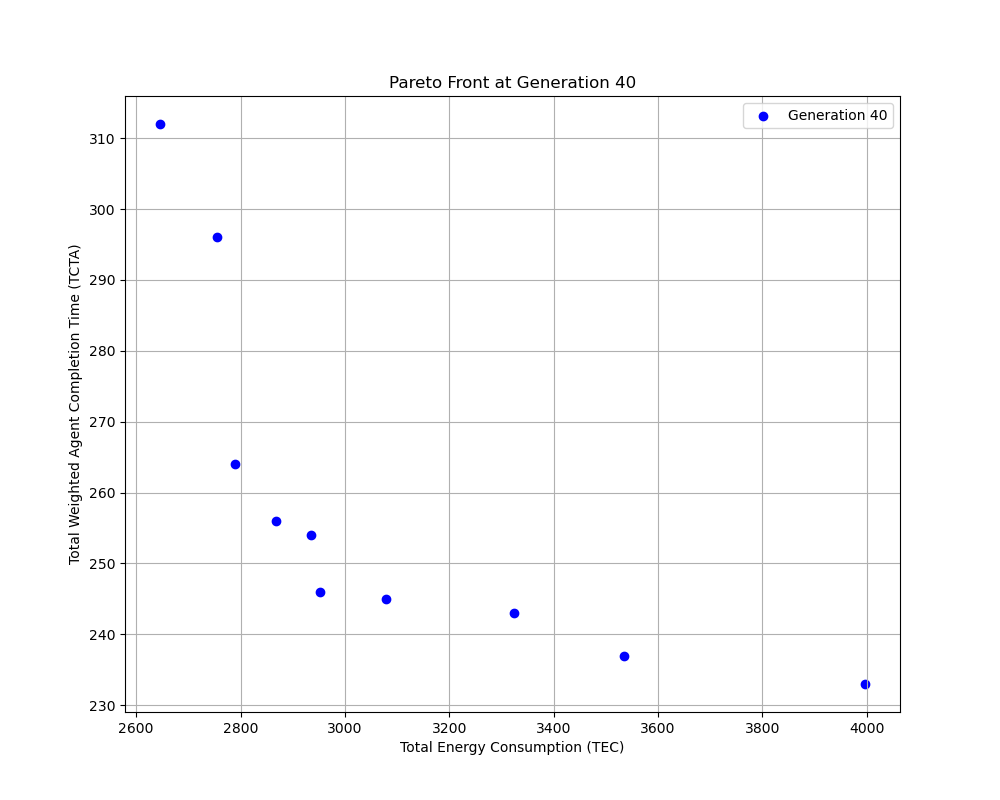 Pareto Front at Generation 40
Generation 40
Total Weighted Agent Completion Time (TCTA)
310
300
290
280
270
260
250
240
230
2600 2800 3000 3200 3400 3600 3800 4000
Total Energy Consumption (TEC)